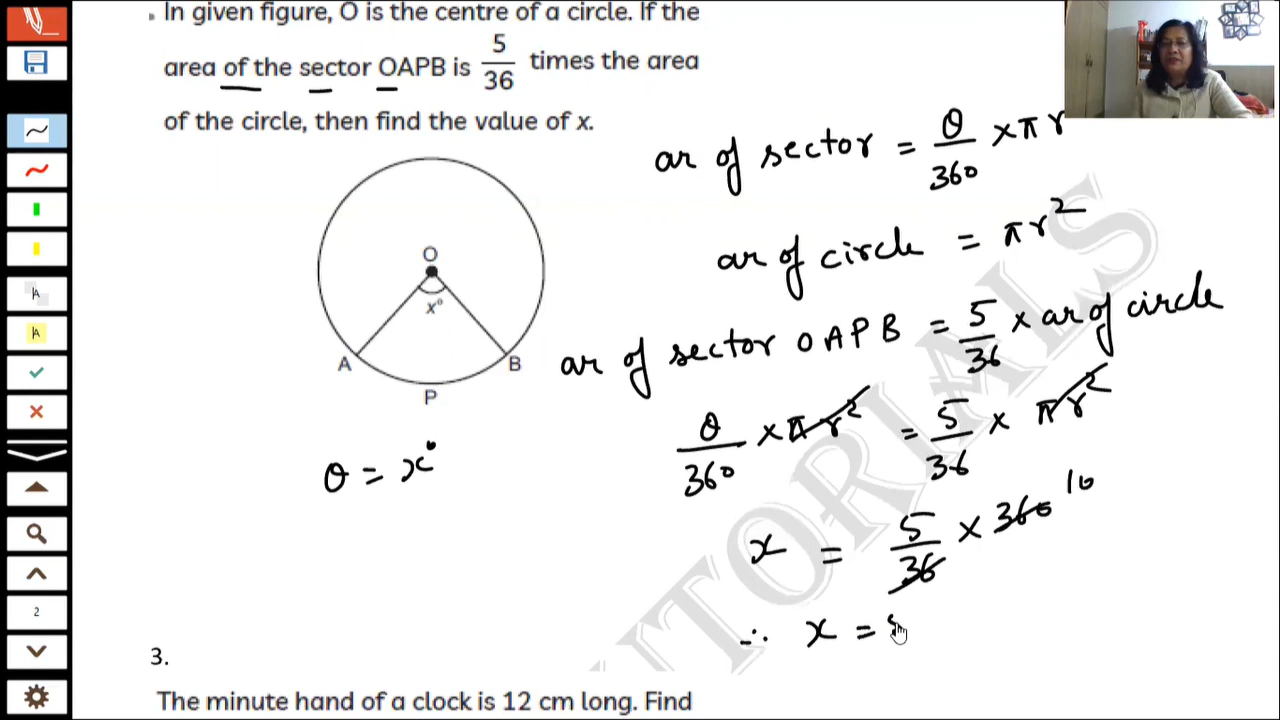 In given figure, O is the centre of a circle. If the
area of the sector OAPB is 5/36 times the area
of the circle, then find the value of x.
O
x°
A
B
P
θ = x°
ar of sector = θ/360 × π r
ar of circle = πr²
ar of sector OAPB = 5/36 × ar of circle
θ/360 × πr² = 5/36 × πr²
x = 5/36 × 360 10
∴ x =
3.
The minute hand of a clock is 12 cm long. Find
2
UTORIALS